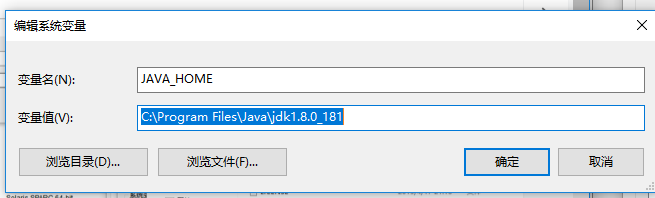 编辑系统变量
变量名(N):
JAVA_HOME
变量值(V):
C:\Program Files\Java\jdk1.8.0_181
浏览目录(D)...
浏览文件(F)...
确定
取消